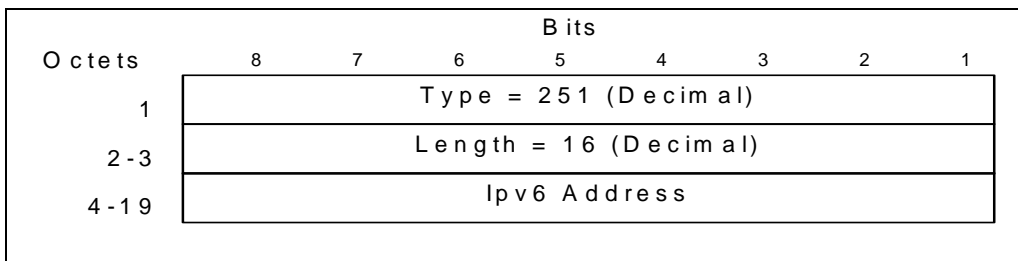 Bits
Octets 8 7 6 5 4 3 2 1
1 Type = 251 (Decimal)
2-3 Length = 16 (Decimal)
4-19 Ipv6 Address